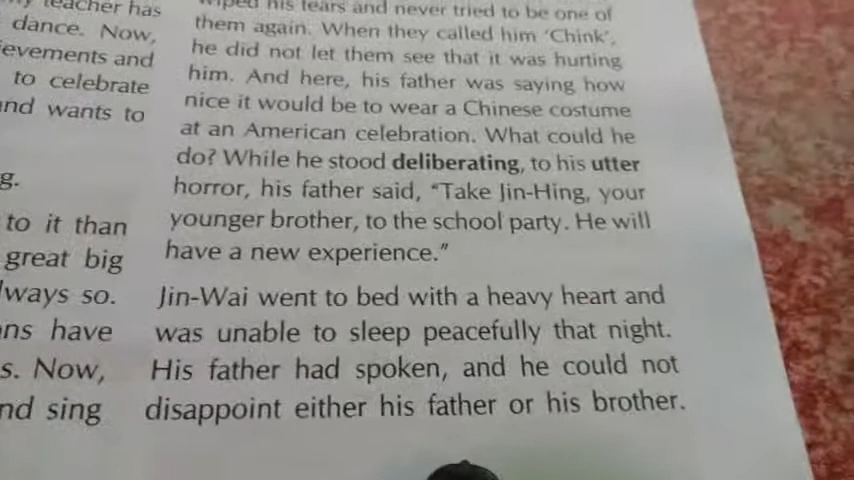 teacher has
dance. Now,
ievements and
to celebrate
and wants to
g.
to it than
great big
lways so.
ns have
s. Now,
nd sing
wiped his tears and never tried to be one of
them again. When they called him ‘Chink’,
he did not let them see that it was hurting
him. And here, his father was saying how
nice it would be to wear a Chinese costume
at an American celebration. What could he
do? While he stood deliberating, to his utter
horror, his father said, “Take Jin-Hing, your
younger brother, to the school party. He will
have a new experience.”
Jin-Wai went to bed with a heavy heart and
was unable to sleep peacefully that night.
His father had spoken, and he could not
disappoint either his father or his brother.